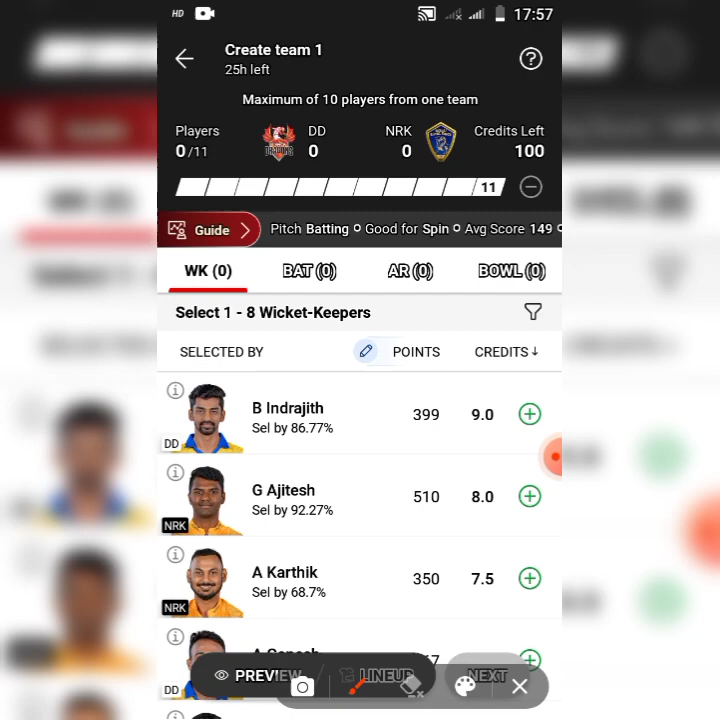 HD 17:57
Create team 1
25h left
Maximum of 10 players from one team
Players DD NRK Credits Left
0/11 0 0 100
11
Guide Pitch Batting Good for Spin Avg Score 149
WK (0) BAT (0) AR (0) BOWL (0)
Select 1 - 8 Wicket-Keepers
SELECTED BY POINTS CREDITS↓
B Indrajith 399 9.0
Sel by 86.77%
DD
G Ajitesh 510 8.0
Sel by 92.27%
NRK
A Karthik 350 7.5
Sel by 68.7%
NRK
PREVIEW LINEUP NEXT
DD